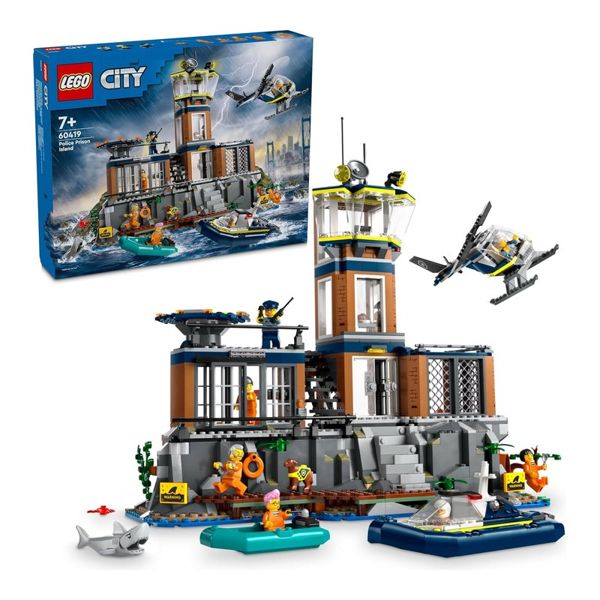 LEGO CITY
7+
60419
Police Prison
Island
WARNING
WARNING